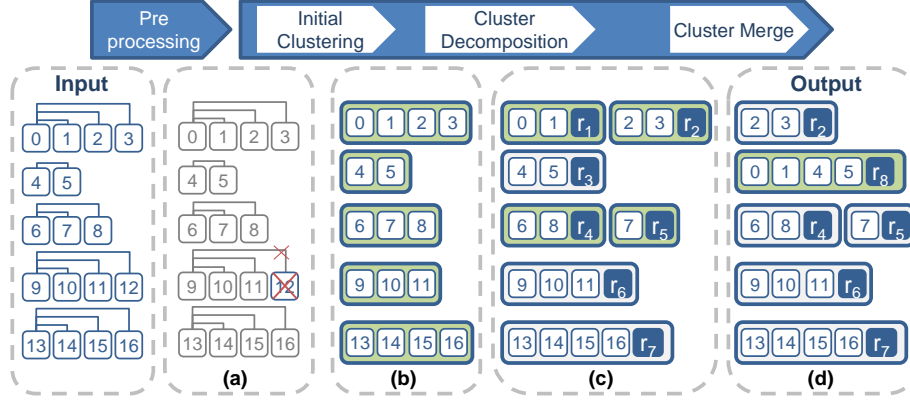 Pre processing
Initial Clustering
Cluster Decomposition
Cluster Merge
Input
0 1 2 3
4 5
6 7 8
9 10 11 12
13 14 15 16
0 1 2 3
4 5
6 7 8
9 10 11 12
13 14 15 16
(a)
0 1 2 3
4 5
6 7 8
9 10 11
13 14 15 16
(b)
0 1 r1 2 3 r2
4 5 r3
6 8 r4 7 r5
9 10 11 r6
13 14 15 16 r7
(c)
Output
2 3 r2
0 1 4 5 r8
6 8 r4 7 r5
9 10 11 r6
13 14 15 16 r7
(d)